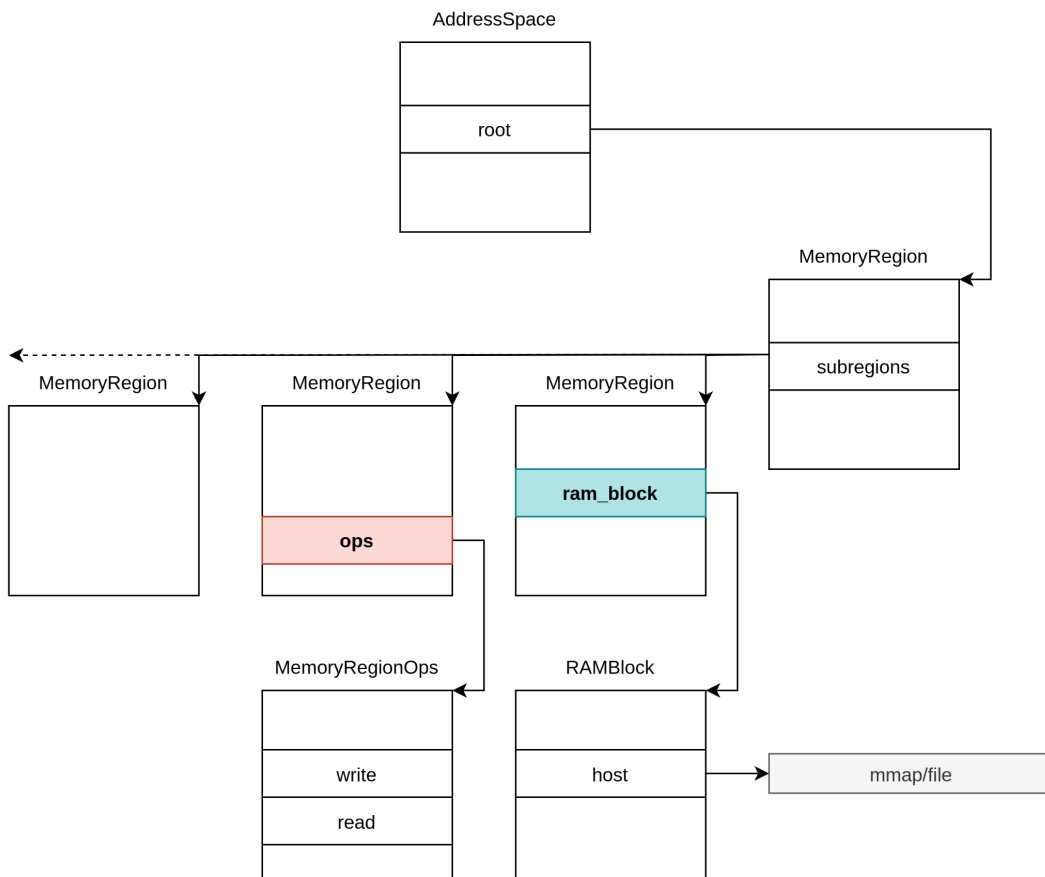 AddressSpace
root
MemoryRegion
subregions
MemoryRegion
MemoryRegion
MemoryRegion
ram_block
ops
MemoryRegionOps
RAMBlock
write
host
mmap/file
read